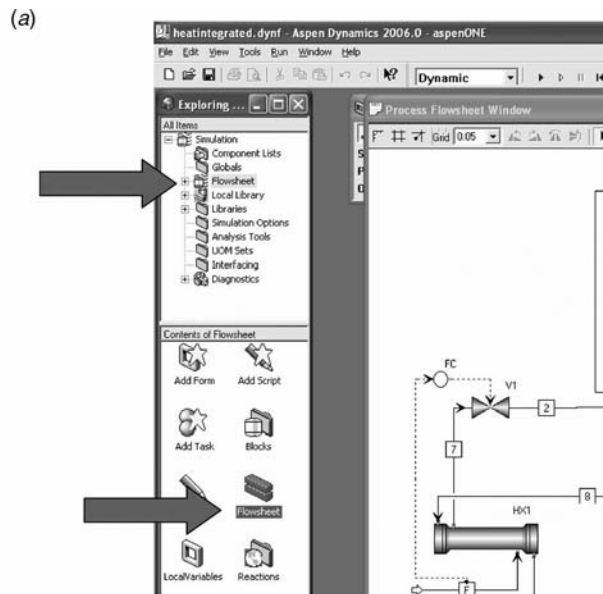 (a)
heatintegrated.dynf - Aspen Dynamics 2006.0 - aspenONE
File Edit View Tools Run Window Help
Dynamic
Exploring ...
All Items
Simulation
Component Lists
Globals
Flowsheet
Local Library
Libraries
Simulation Options
Analysis Tools
UOM Sets
Interfacing
Diagnostics
Contents of Flowsheet
Add Form Add Script
Add Task Blocks
Flowsheet
LocalVariables Reactions
Process Flowsheet Window
Grid 0.05
FC
V1
2
7
8
HX1
F